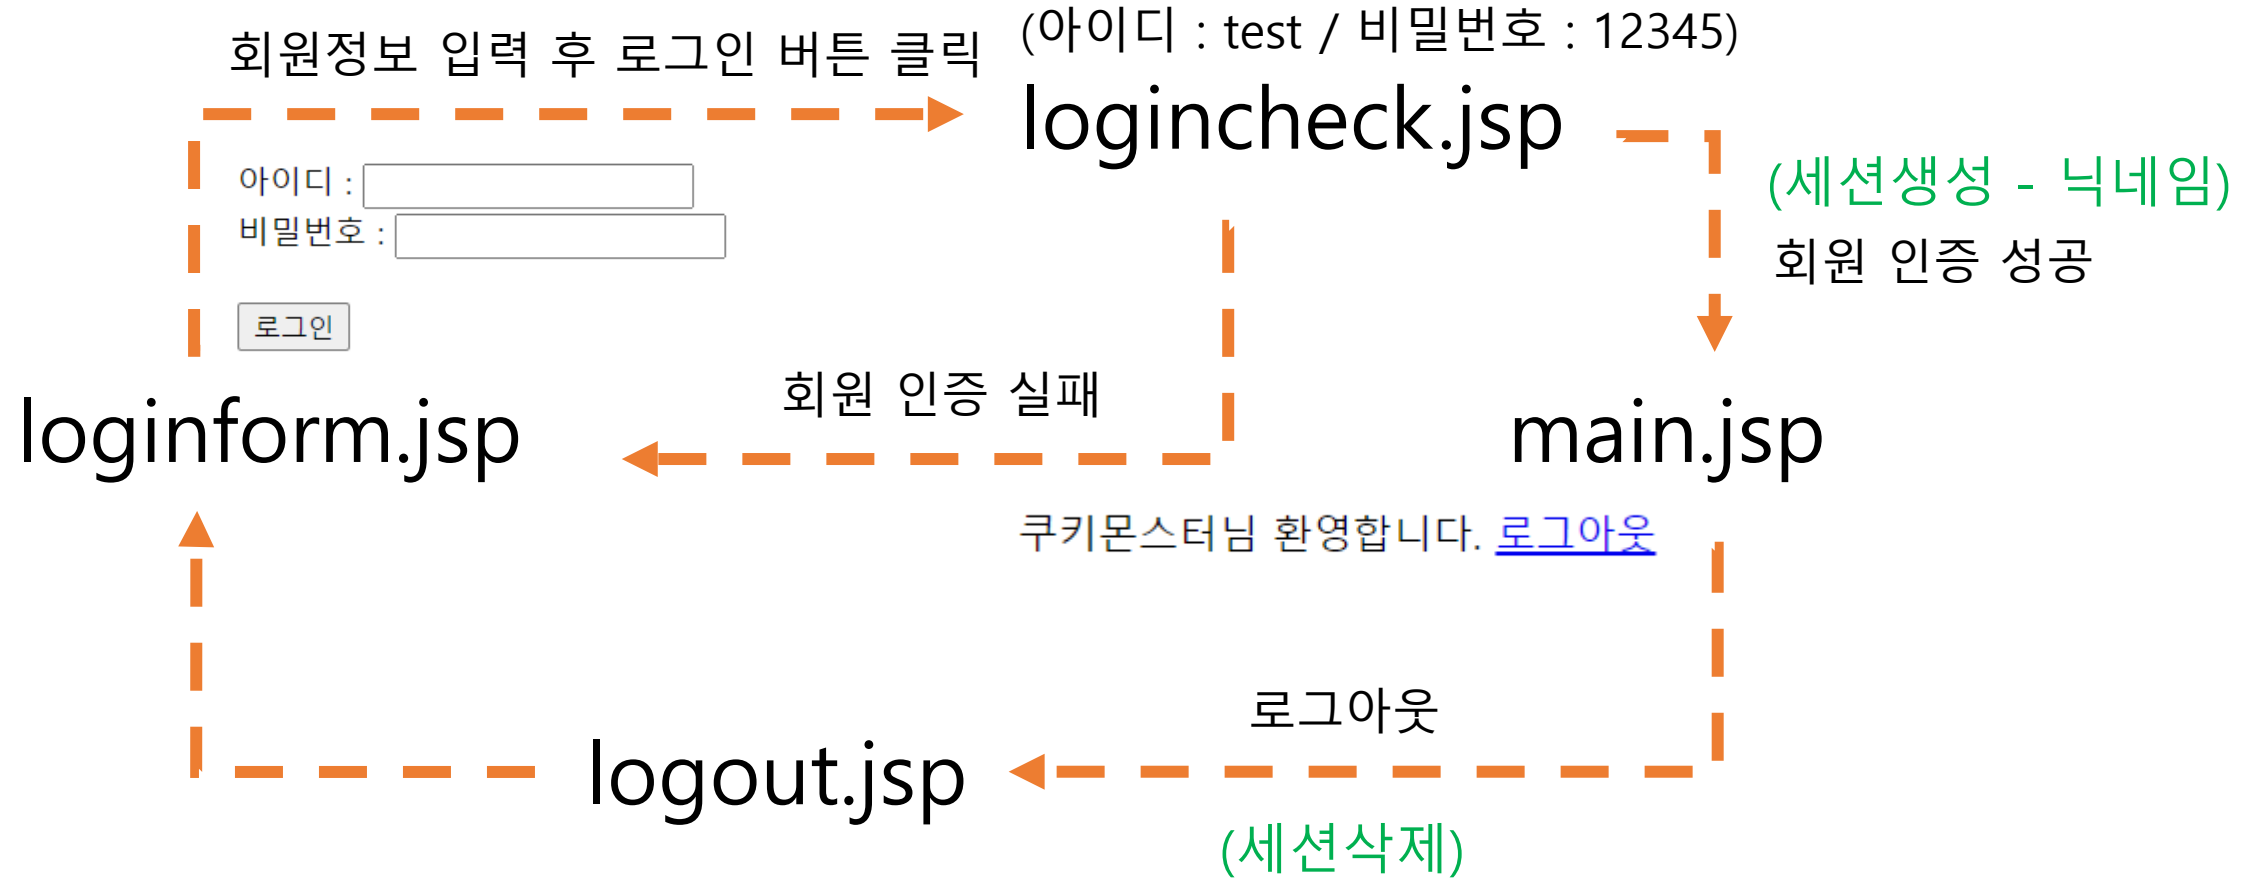 회원정보 입력 후 로그인 버튼 클릭
(아이디 : test / 비밀번호 : 12345)
logincheck.jsp
아이디 :
비밀번호 :
로그인
(세션생성 - 닉네임)
회원 인증 성공
회원 인증 실패
loginform.jsp
main.jsp
쿠키몬스터님 환영합니다. 로그아웃
로그아웃
logout.jsp
(세션삭제)